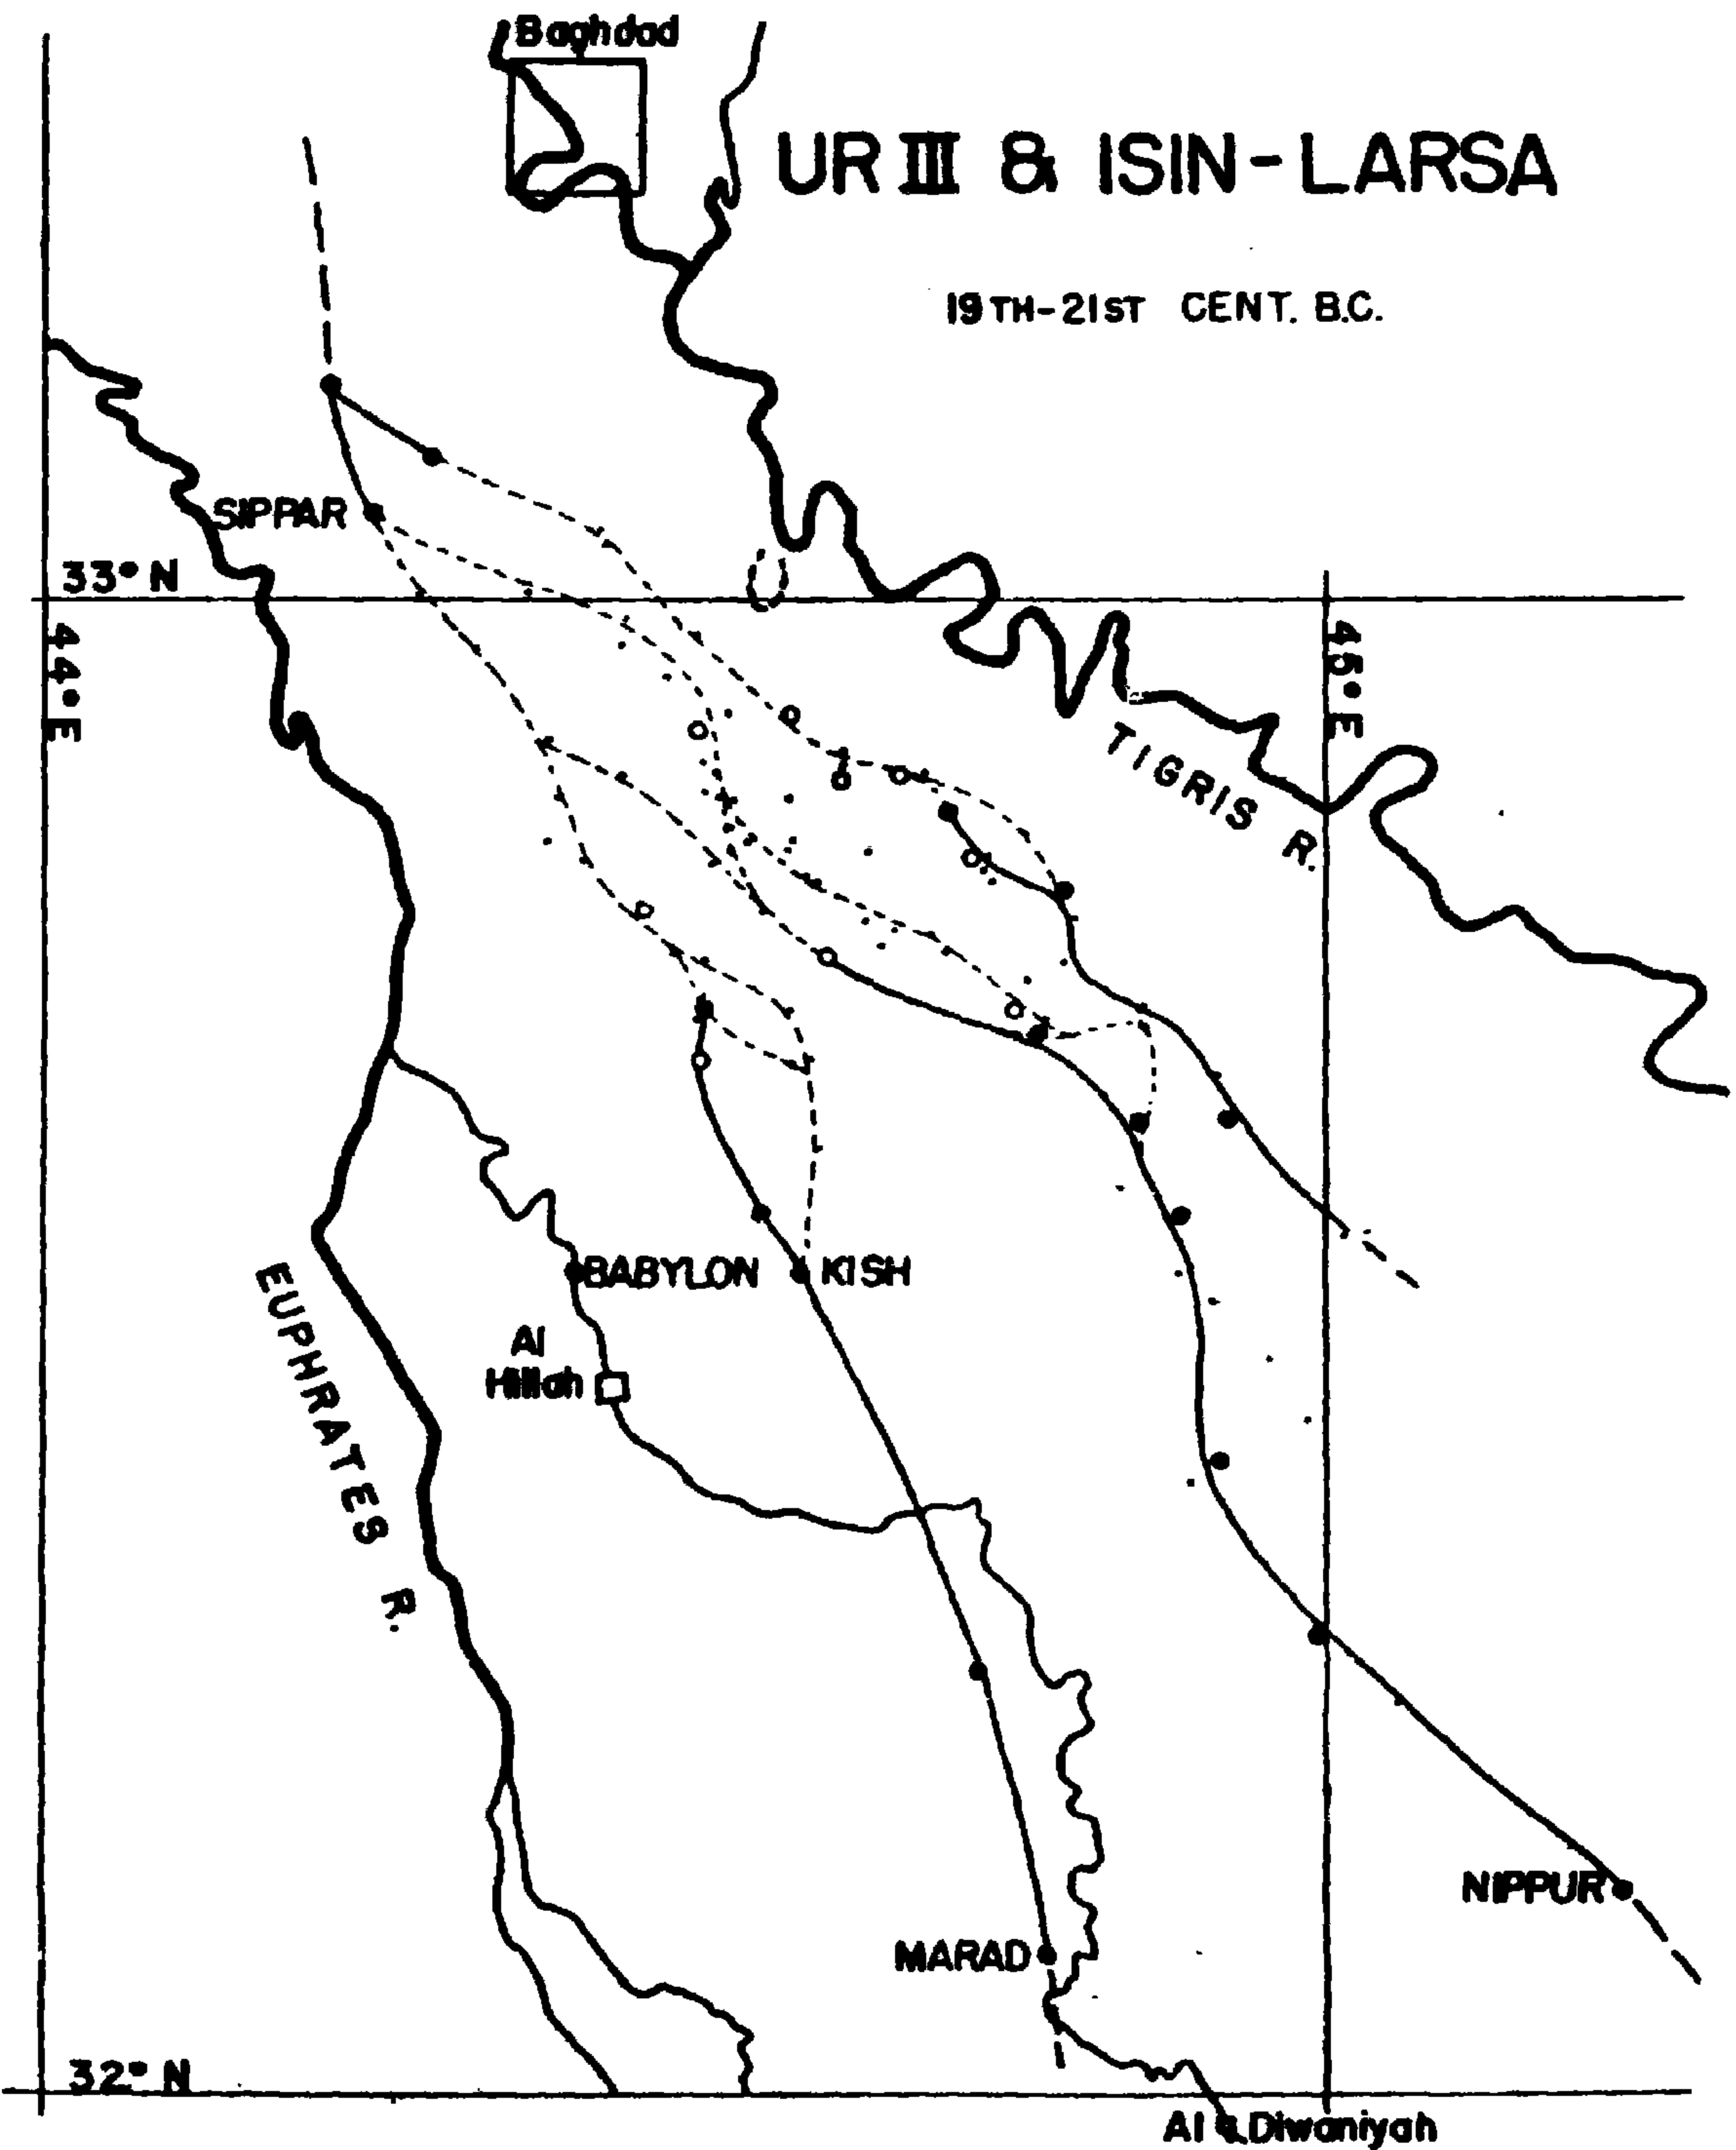 Baghdad
UR III & ISIN-LARSA
19TH-21ST CENT. B.C.
SIPPAR
33° N
44° E
45° E
TIGRIS R.
BABYLON
KISH
EUPHRATES R.
Al
Hillah
NIPPUR
MARAD
32° N
Al Diwaniyah